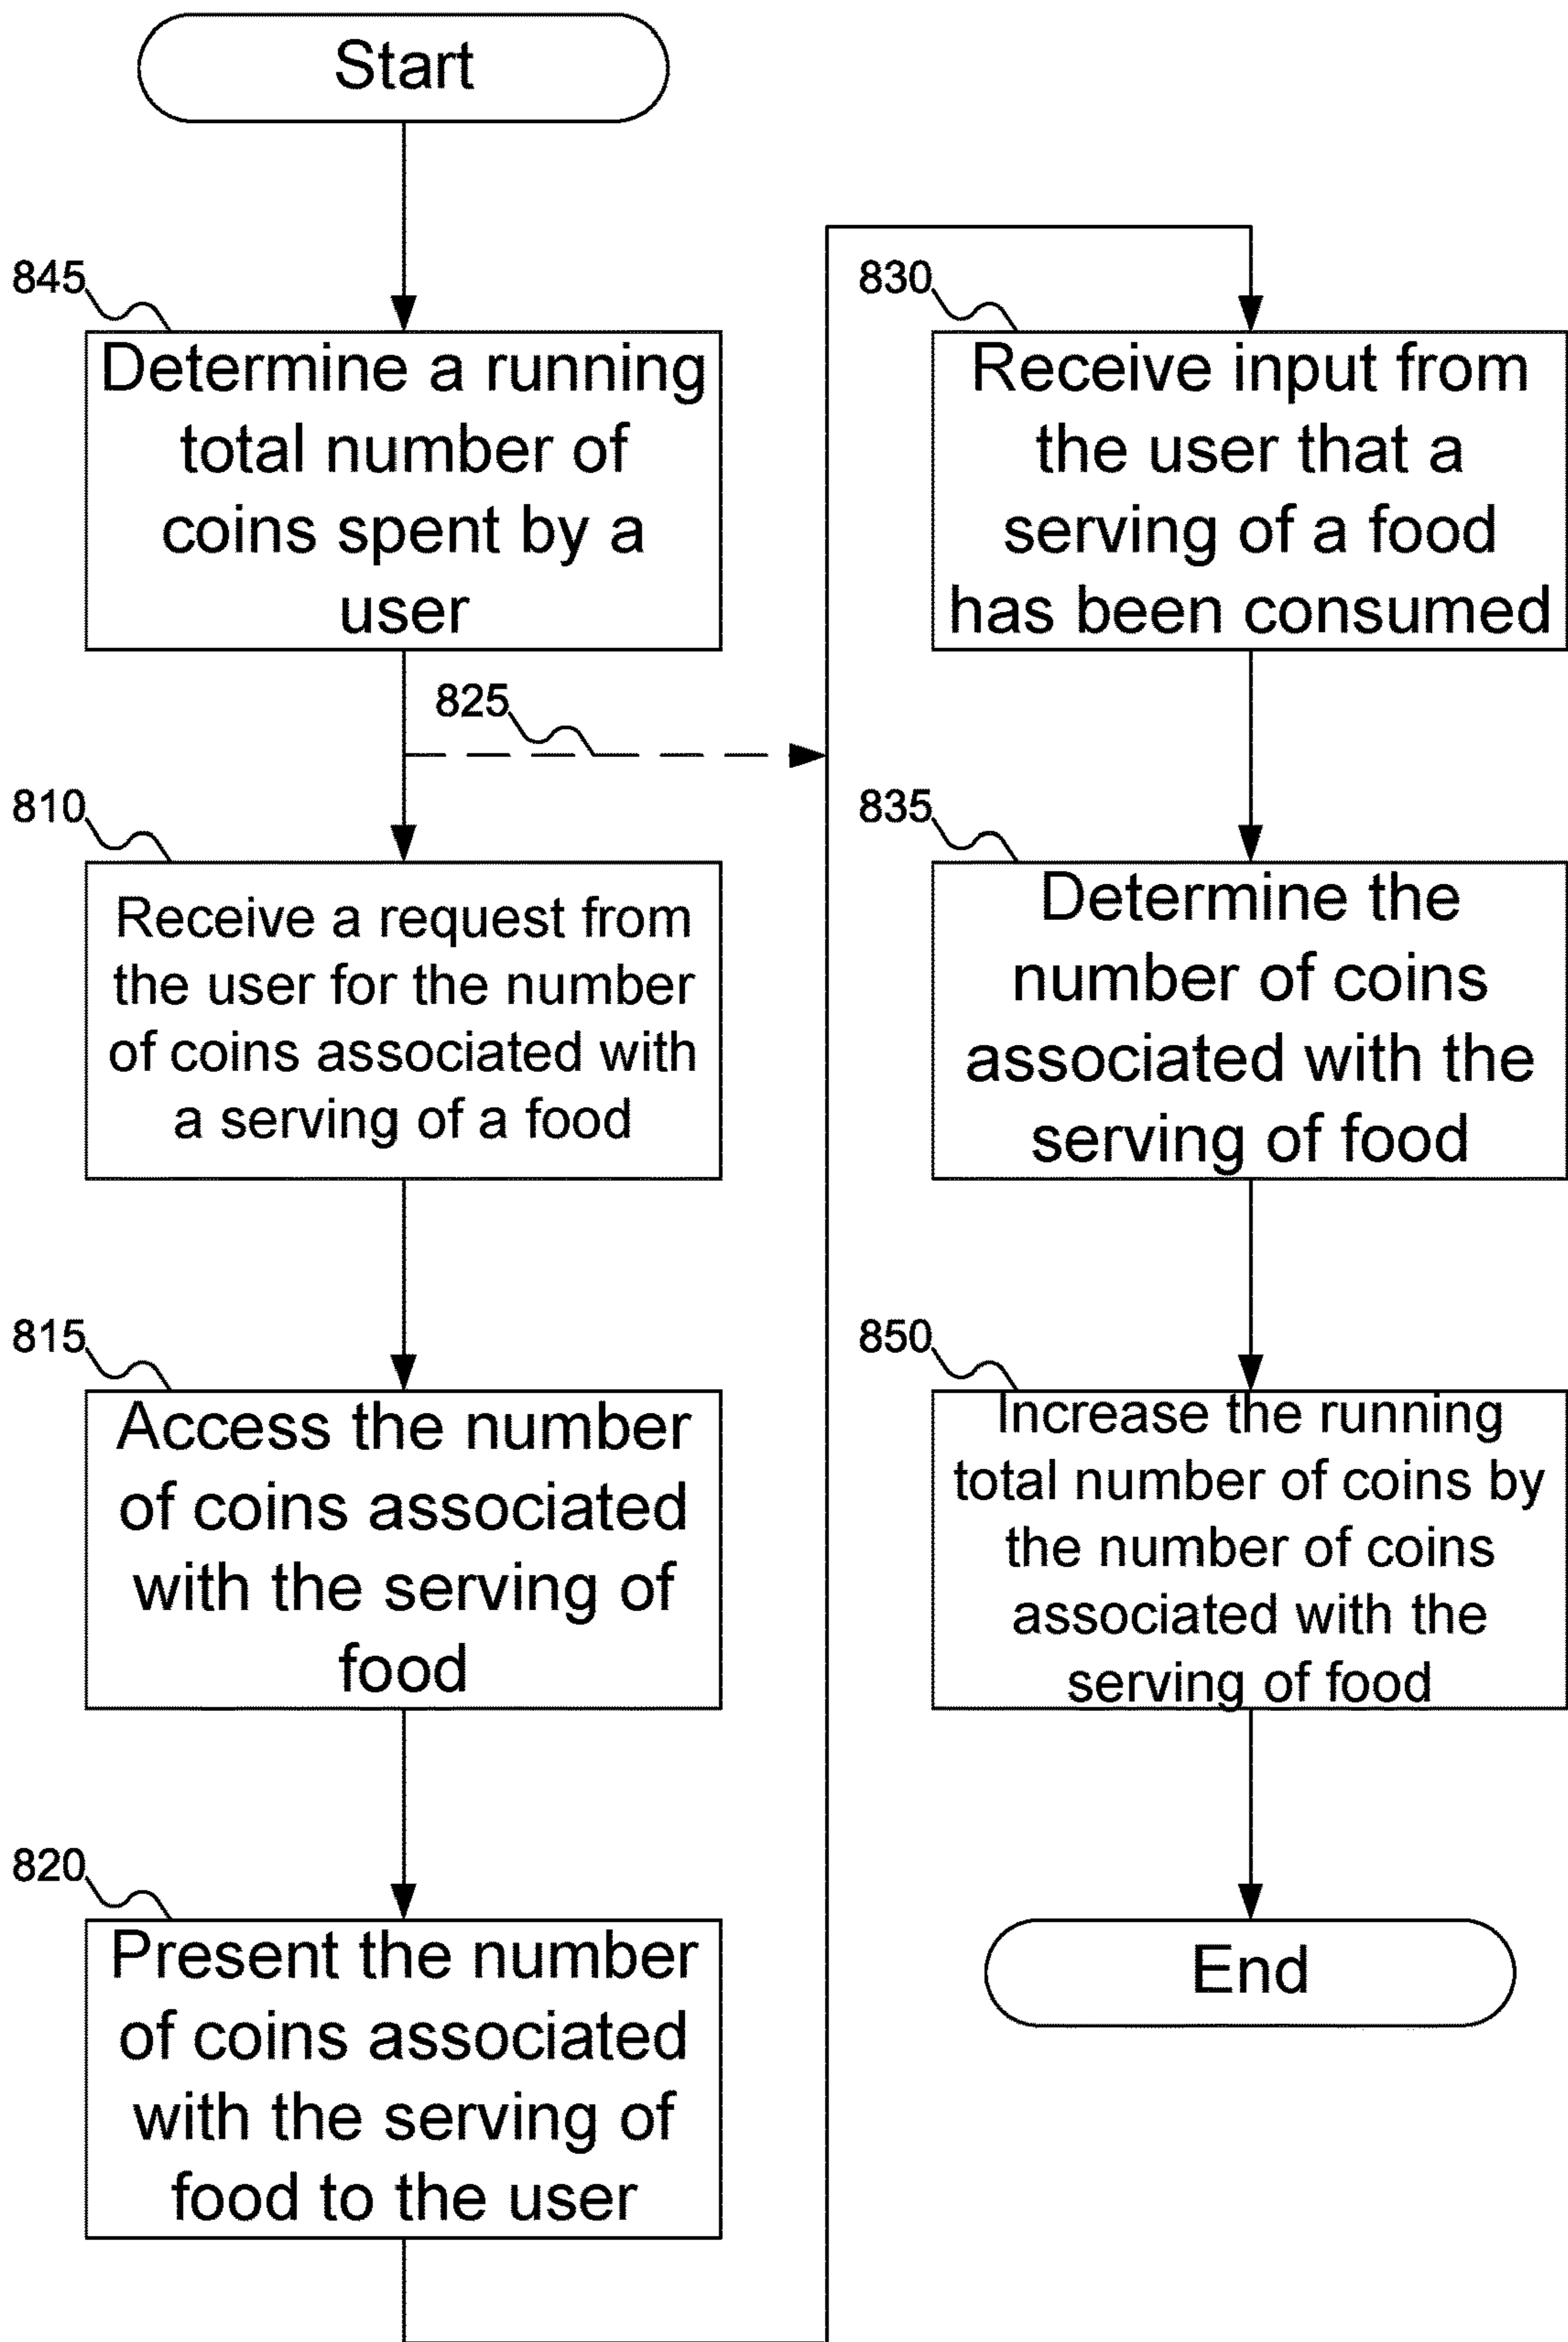 Start
845
Determine a running
total number of
coins spent by a
user
825
810
Receive a request from
the user for the number
of coins associated with
a serving of a food
815
Access the number
of coins associated
with the serving of
food
820
Present the number
of coins associated
with the serving of
food to the user
830
Receive input from
the user that a
serving of a food
has been consumed
835
Determine the
number of coins
associated with the
serving of food
850
Increase the running
total number of coins by
the number of coins
associated with the
serving of food
End